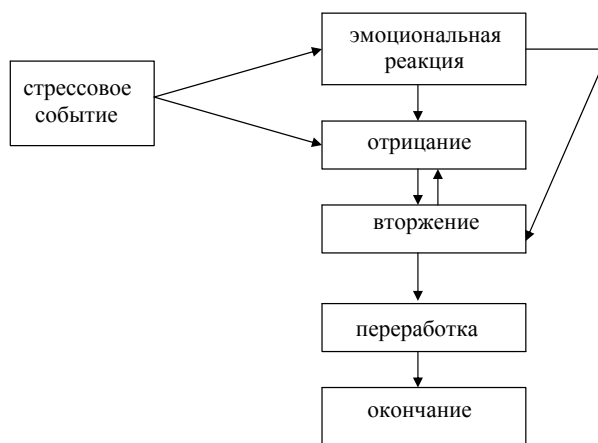 эмоциональная
реакция
стрессовое
событие
отрицание
вторжение
переработка
окончание